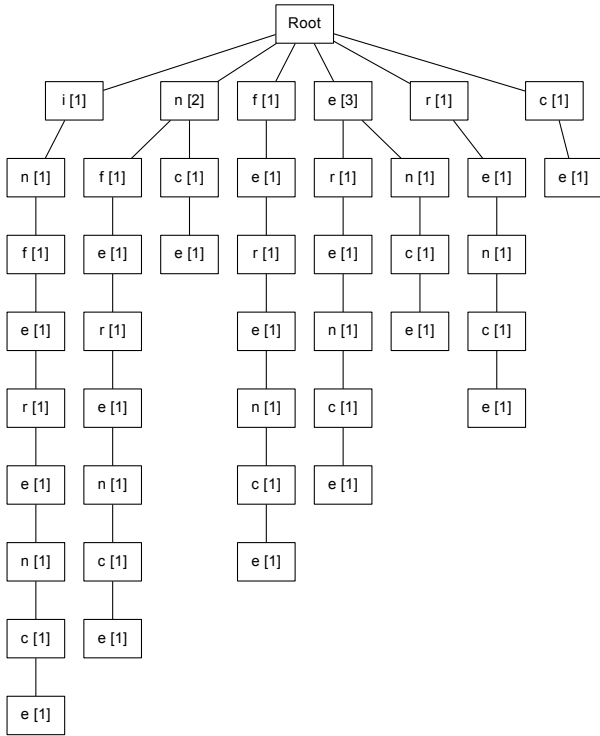 Root
i [1] n [2] f [1] e [3] r [1] c [1]
n [1] f [1] c [1] e [1] r [1] n [1] e [1] e [1]
f [1] e [1] e [1] r [1] e [1] c [1] n [1]
e [1] r [1] e [1] n [1] e [1] c [1]
r [1] e [1] n [1] c [1] e [1]
e [1] n [1] c [1] e [1]
n [1] c [1] e [1]
c [1] e [1]
e [1]